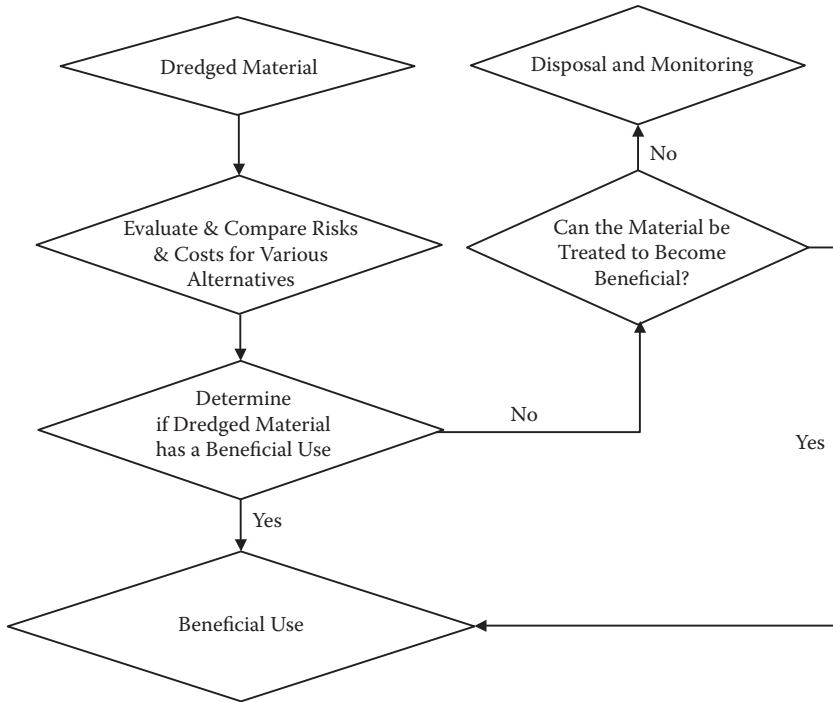 Dredged Material
Evaluate & Compare Risks
& Costs for Various
Alternatives
Determine
if Dredged Material
has a Beneficial Use
No
Yes
Beneficial Use
Disposal and Monitoring
No
Can the Material be
Treated to Become
Beneficial?
Yes